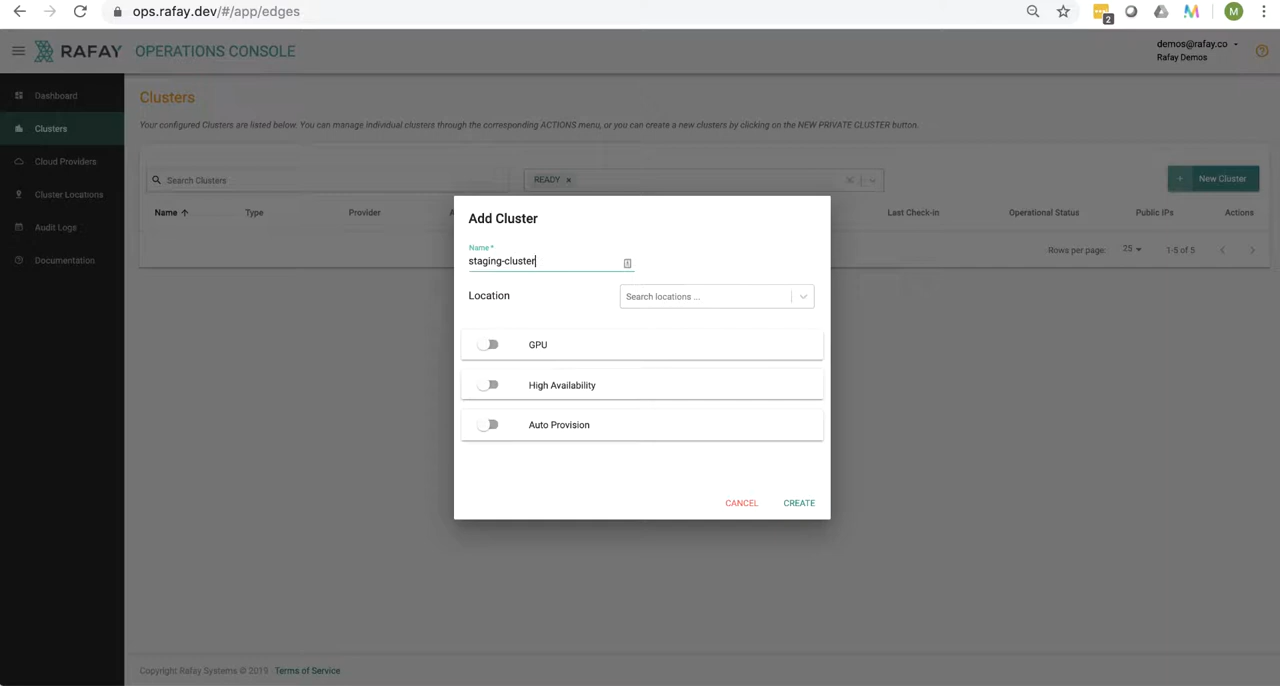 ops.rafay.dev/#/app/edges
2
M
RAFAY OPERATIONS CONSOLE
demos@rafay.co
Rafay Demos
Dashboard
Clusters
Cloud Providers
Cluster Locations
Audit Logs
Documentation
Clusters
Your configured Clusters are listed below. You can manage individual clusters through the corresponding ACTIONS menu, or you can create a new clusters by clicking on the NEW PRIVATE CLUSTER button.
Search Clusters
READY ×
+ New Cluster
Name Type Provider Last Check-in Operational Status Public IPs Actions
Rows per page: 25 1-5 of 5
Add Cluster
Name *
staging-cluster
Location Search locations ...
GPU
High Availability
Auto Provision
CANCEL CREATE
Copyright Rafay Systems © 2019 Terms of Service